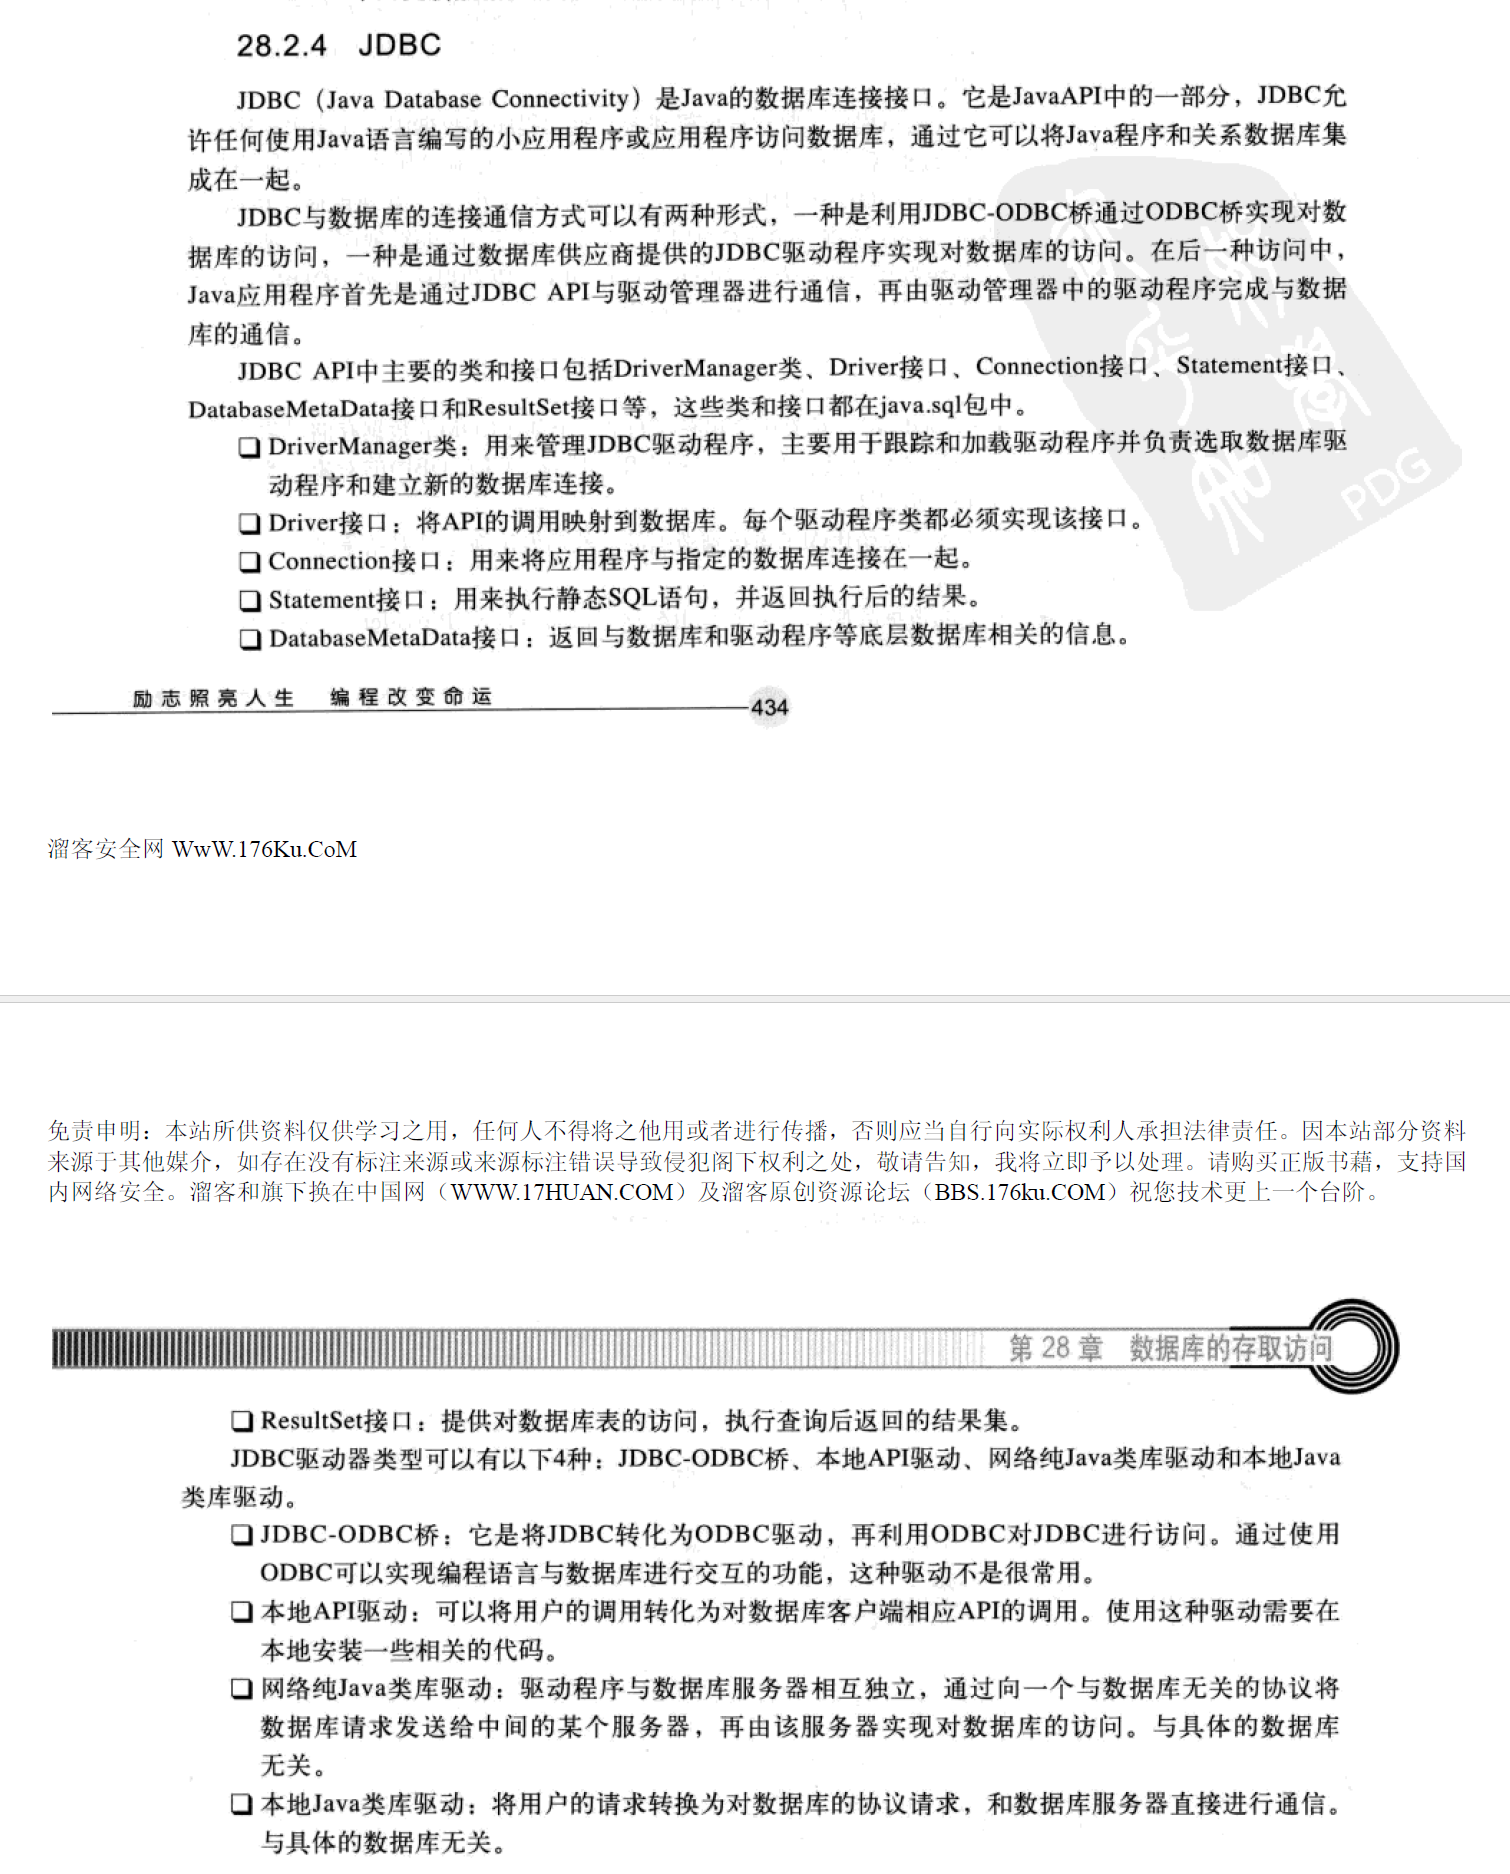 28.2.4 JDBC
JDBC（Java Database Connectivity）是Java的数据库连接接口。它是JavaAPI中的一部分，JDBC允
许任何使用Java语言编写的小应用程序或应用程序访问数据库，通过它可以将Java程序和关系数据库集
成在一起。
JDBC与数据库的连接通信方式可以有两种形式，一种是利用JDBC-ODBC桥通过ODBC桥实现对数
据库的访问，一种是通过数据库供应商提供的JDBC驱动程序实现对数据库的访问。在后一种访问中，
Java应用程序首先是通过JDBC API与驱动管理器进行通信，再由驱动管理器中的驱动程序完成与数据
库的通信。
JDBC API中主要的类和接口包括DriverManager类、Driver接口、Connection接口、Statement接口、
DatabaseMetaData接口和ResultSet接口等，这些类和接口都在java.sql包中。
❑ DriverManager类：用来管理JDBC驱动程序，主要用于跟踪和加载驱动程序并负责选取数据库驱
动程序和建立新的数据库连接。
❑ Driver接口：将API的调用映射到数据库。每个驱动程序类都必须实现该接口。
❑ Connection接口：用来将应用程序与指定的数据库连接在一起。
❑ Statement接口：用来执行静态SQL语句，并返回执行后的结果。
❑ DatabaseMetaData接口：返回与数据库和驱动程序等底层数据库相关的信息。
PDG
励志照亮人生 编程改变命运 434
溜客安全网 WwW.176Ku.CoM
免责申明：本站所供资料仅供学习之用，任何人不得将之他用或者进行传播，否则应当自行向实际权利人承担法律责任。因本站部分资料
来源于其他媒介，如存在没有标注来源或来源标注错误导致侵犯阁下权利之处，敬请告知，我将立即予以处理。请购买正版书藉，支持国
内网络安全。溜客和旗下换在中国网（WWW.17HUAN.COM）及溜客原创资源论坛（BBS.176ku.COM）祝您技术更上一个台阶。
第 28 章 数据库的存取访问
❑ ResultSet接口：提供对数据库表的访问，执行查询后返回的结果集。
JDBC驱动器类型可以有以下4种：JDBC-ODBC桥、本地API驱动、网络纯Java类库驱动和本地Java
类库驱动。
❑ JDBC-ODBC桥：它是将JDBC转化为ODBC驱动，再利用ODBC对JDBC进行访问。通过使用
ODBC可以实现编程语言与数据库进行交互的功能，这种驱动不是很常用。
❑ 本地API驱动：可以将用户的调用转化为对数据库客户端相应API的调用。使用这种驱动需要在
本地安装一些相关的代码。
❑ 网络纯Java类库驱动：驱动程序与数据库服务器相互独立，通过向一个与数据库无关的协议将
数据库请求发送给中间的某个服务器，再由该服务器实现对数据库的访问。与具体的数据库
无关。
❑ 本地Java类库驱动：将用户的请求转换为对数据库的协议请求，和数据库服务器直接进行通信。
与具体的数据库无关。